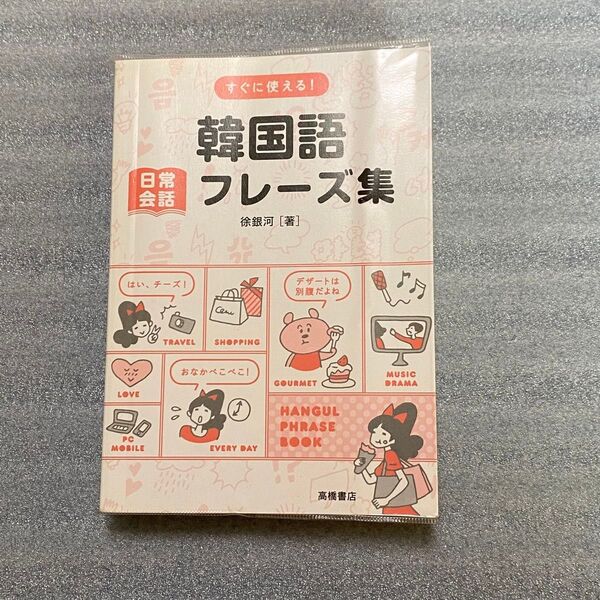 すぐに使える!
韓国語
日常
会話
フレーズ集
徐銀河[著]
はい、チーズ!
TRAVEL
SHOPPING
デザートは
別腹だよね
GOURMET
MUSIC
DRAMA
LOVE
おなかぺこぺこ!
PC
MOBILE
EVERY DAY
HANGUL
PHRASE
BOOK
高橋書店